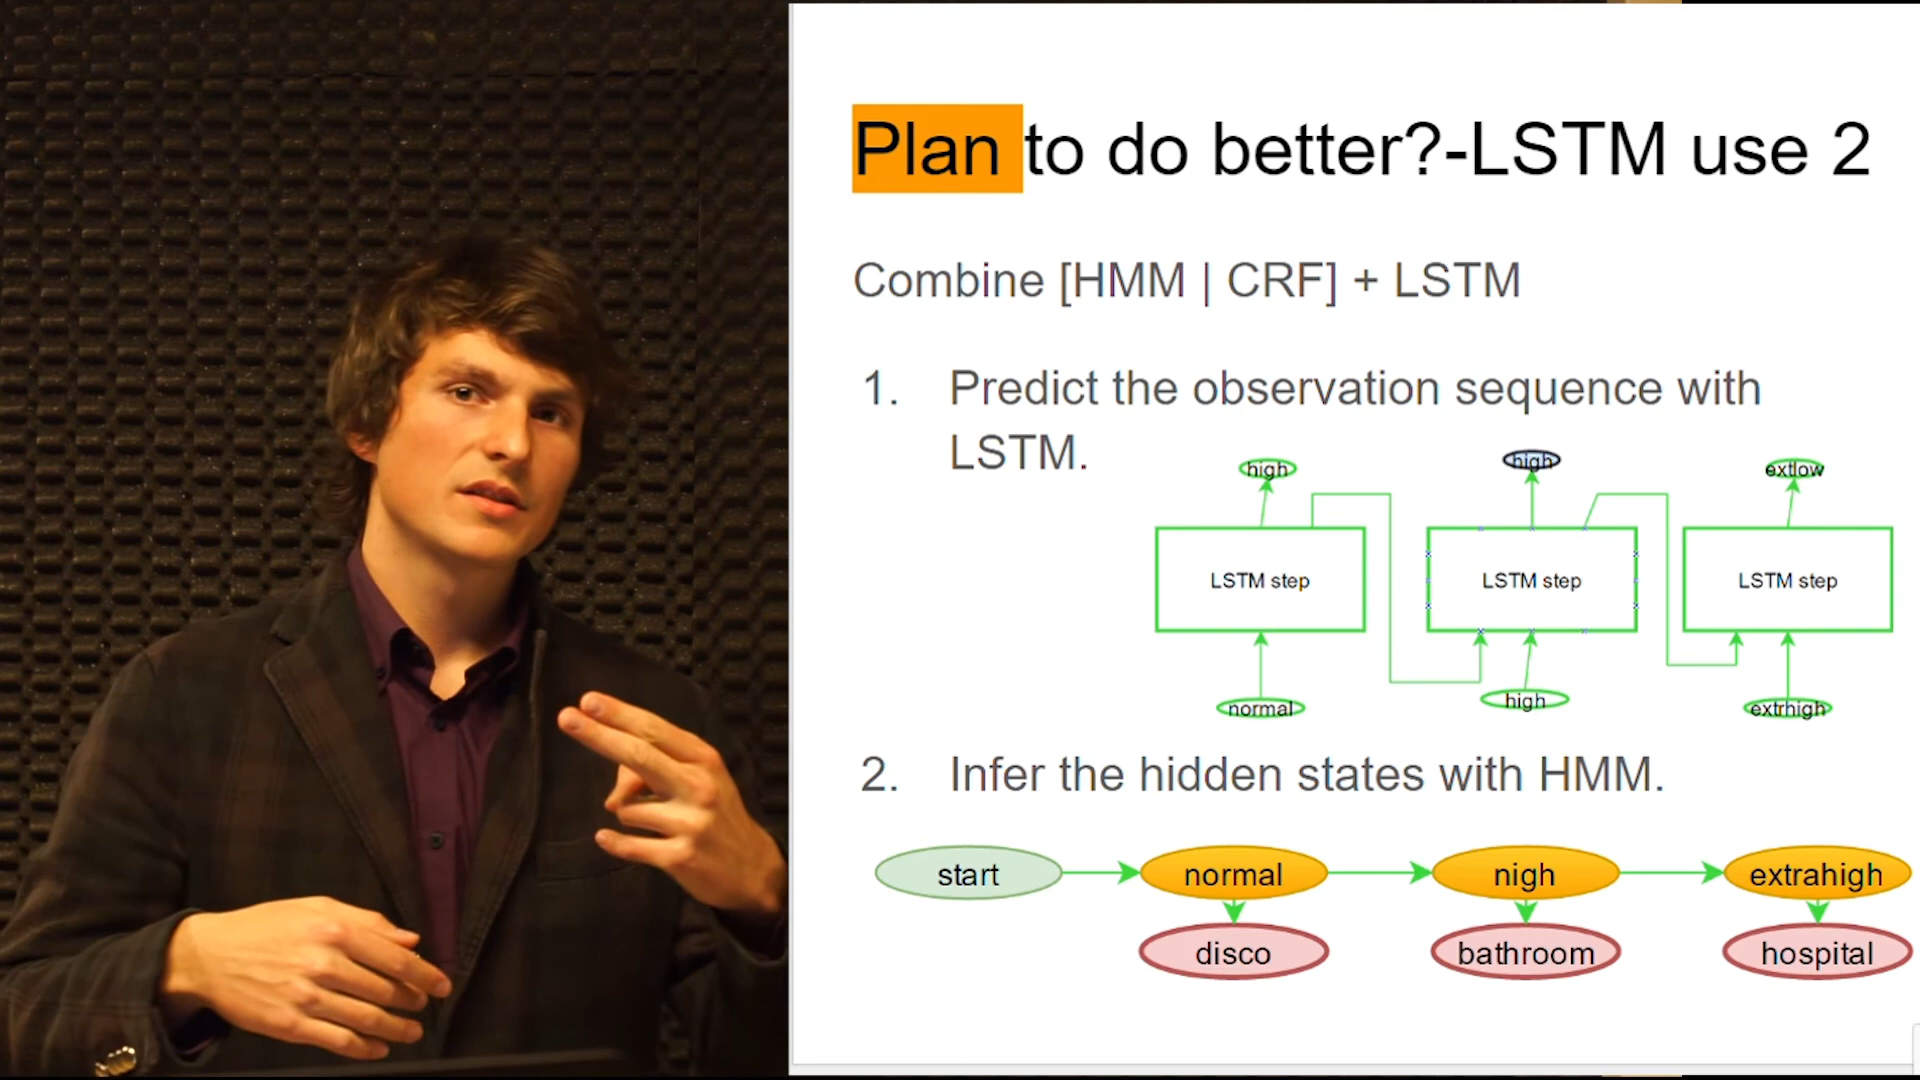 Plan to do better?-LSTM use 2
Combine [HMM | CRF] + LSTM
1. Predict the observation sequence with
LSTM.
high high extlow
LSTM step LSTM step LSTM step
normal high extrhigh
2. Infer the hidden states with HMM.
start normal nigh extrahigh
disco bathroom hospital